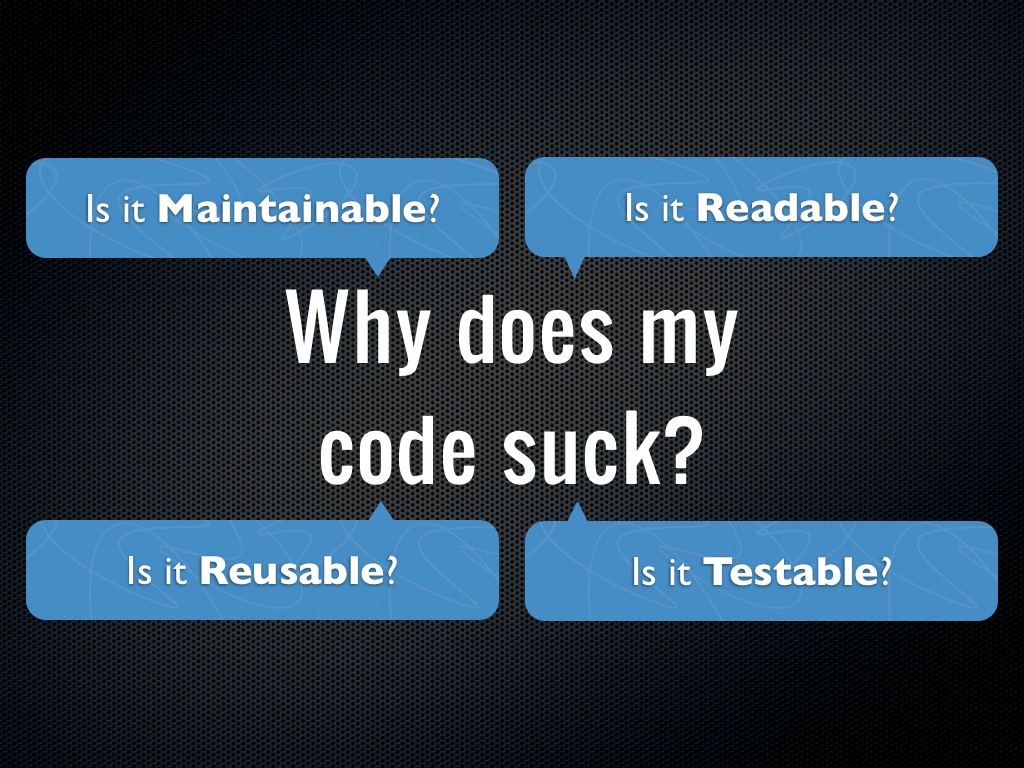 Is it Maintainable?
Is it Readable?
Why does my
code suck?
Is it Reusable?
Is it Testable?